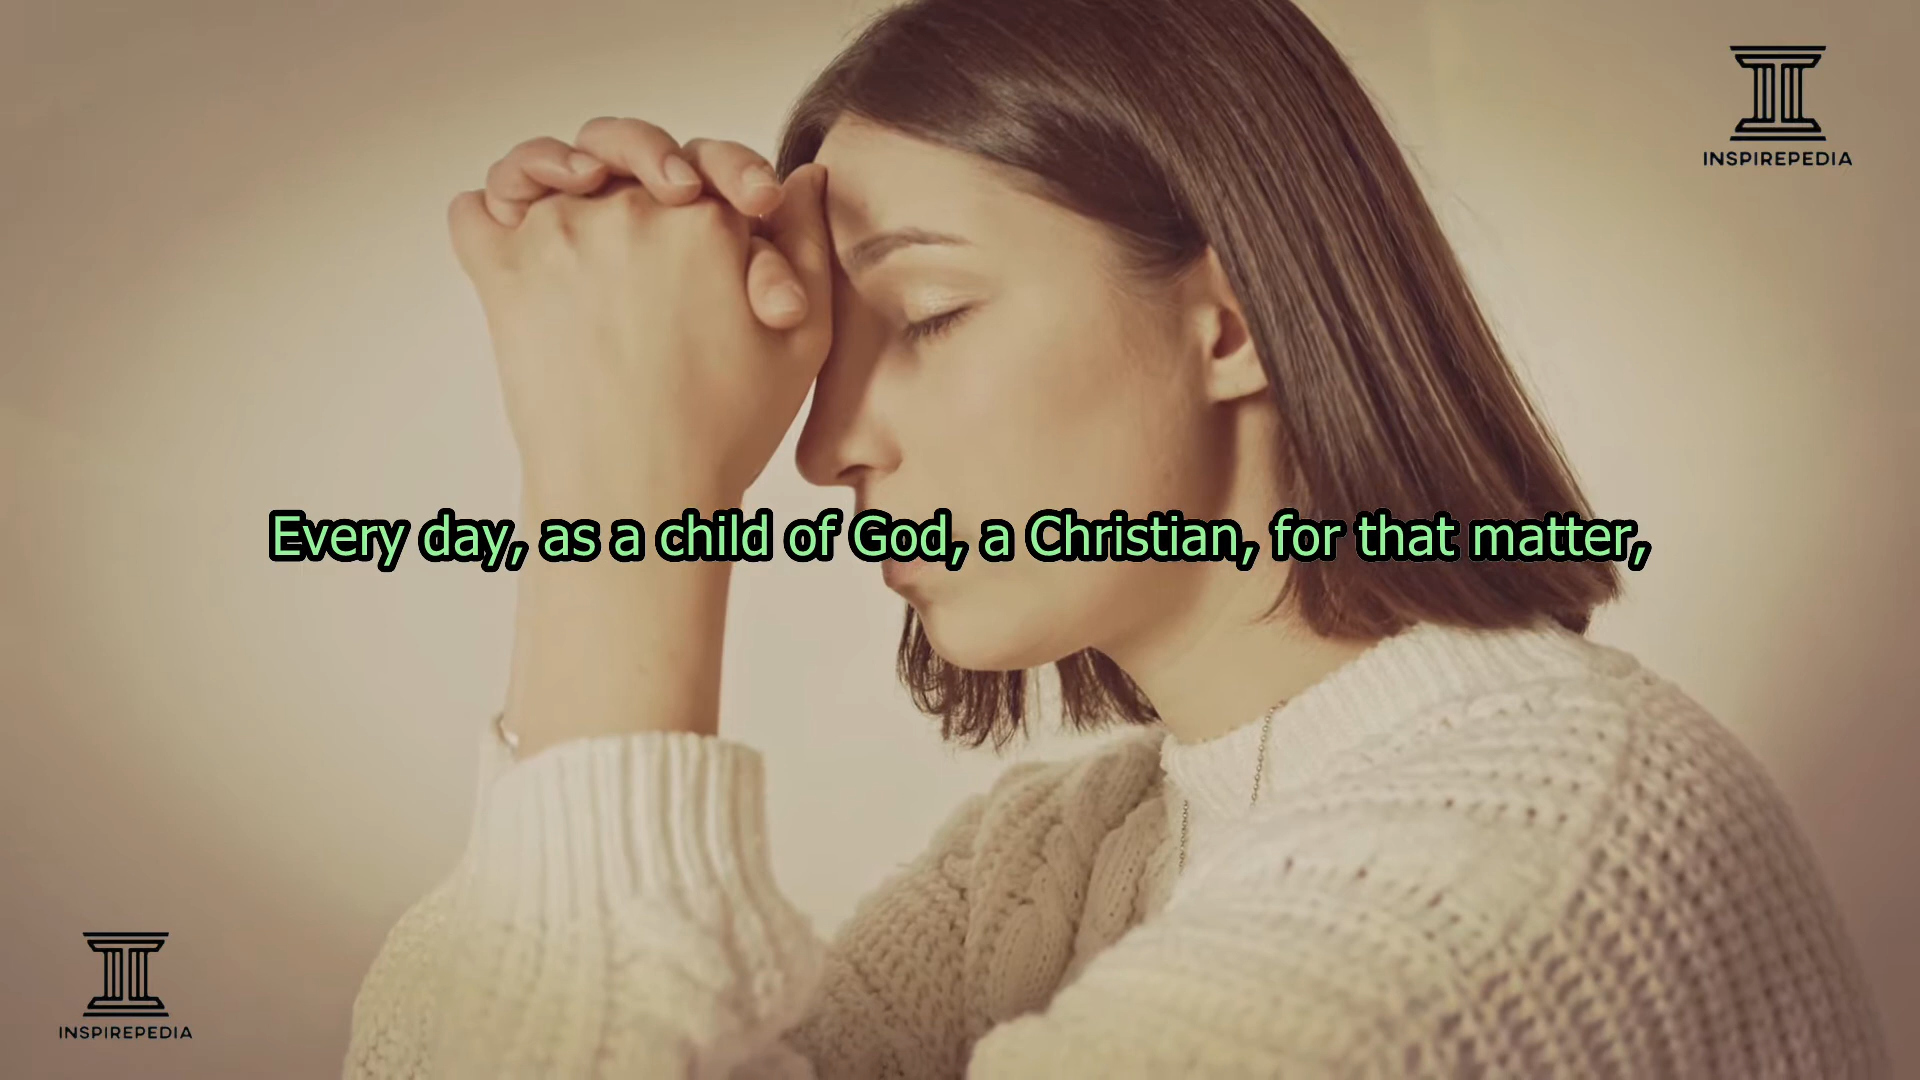 INSPIREPEDIA
Every day, as a child of God, a Christian, for that matter,
INSPIREPEDIA